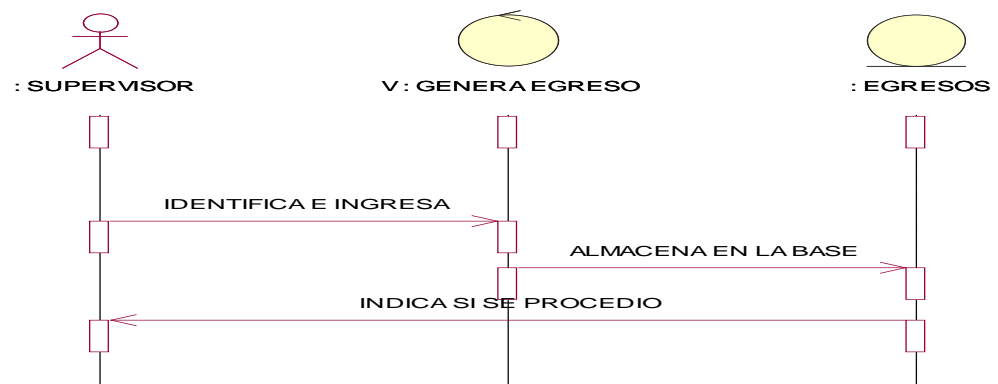 : SUPERVISOR
V : GENERA EGRESO
: EGRESOS
IDENTIFICA E INGRESA
ALMACENA EN LA BASE
INDICA SI SE PROCEDIO